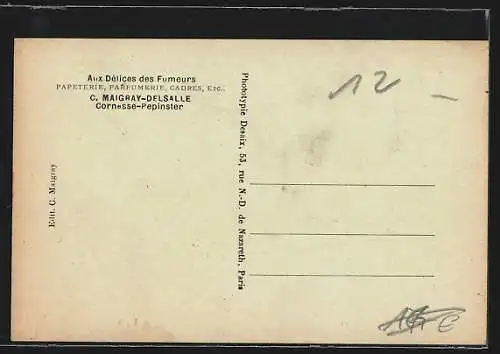 Aux Délices des Fumeurs
PAPETERIE, PARFUMERIE, CADRES, Etc.,
C. MAIGRAY-DELSALLE
Cornesse-Pepinster
Edit. C. Maigray
Phototypie Desaix, 53, rue N.-D. de Nazareth, Paris
12 -